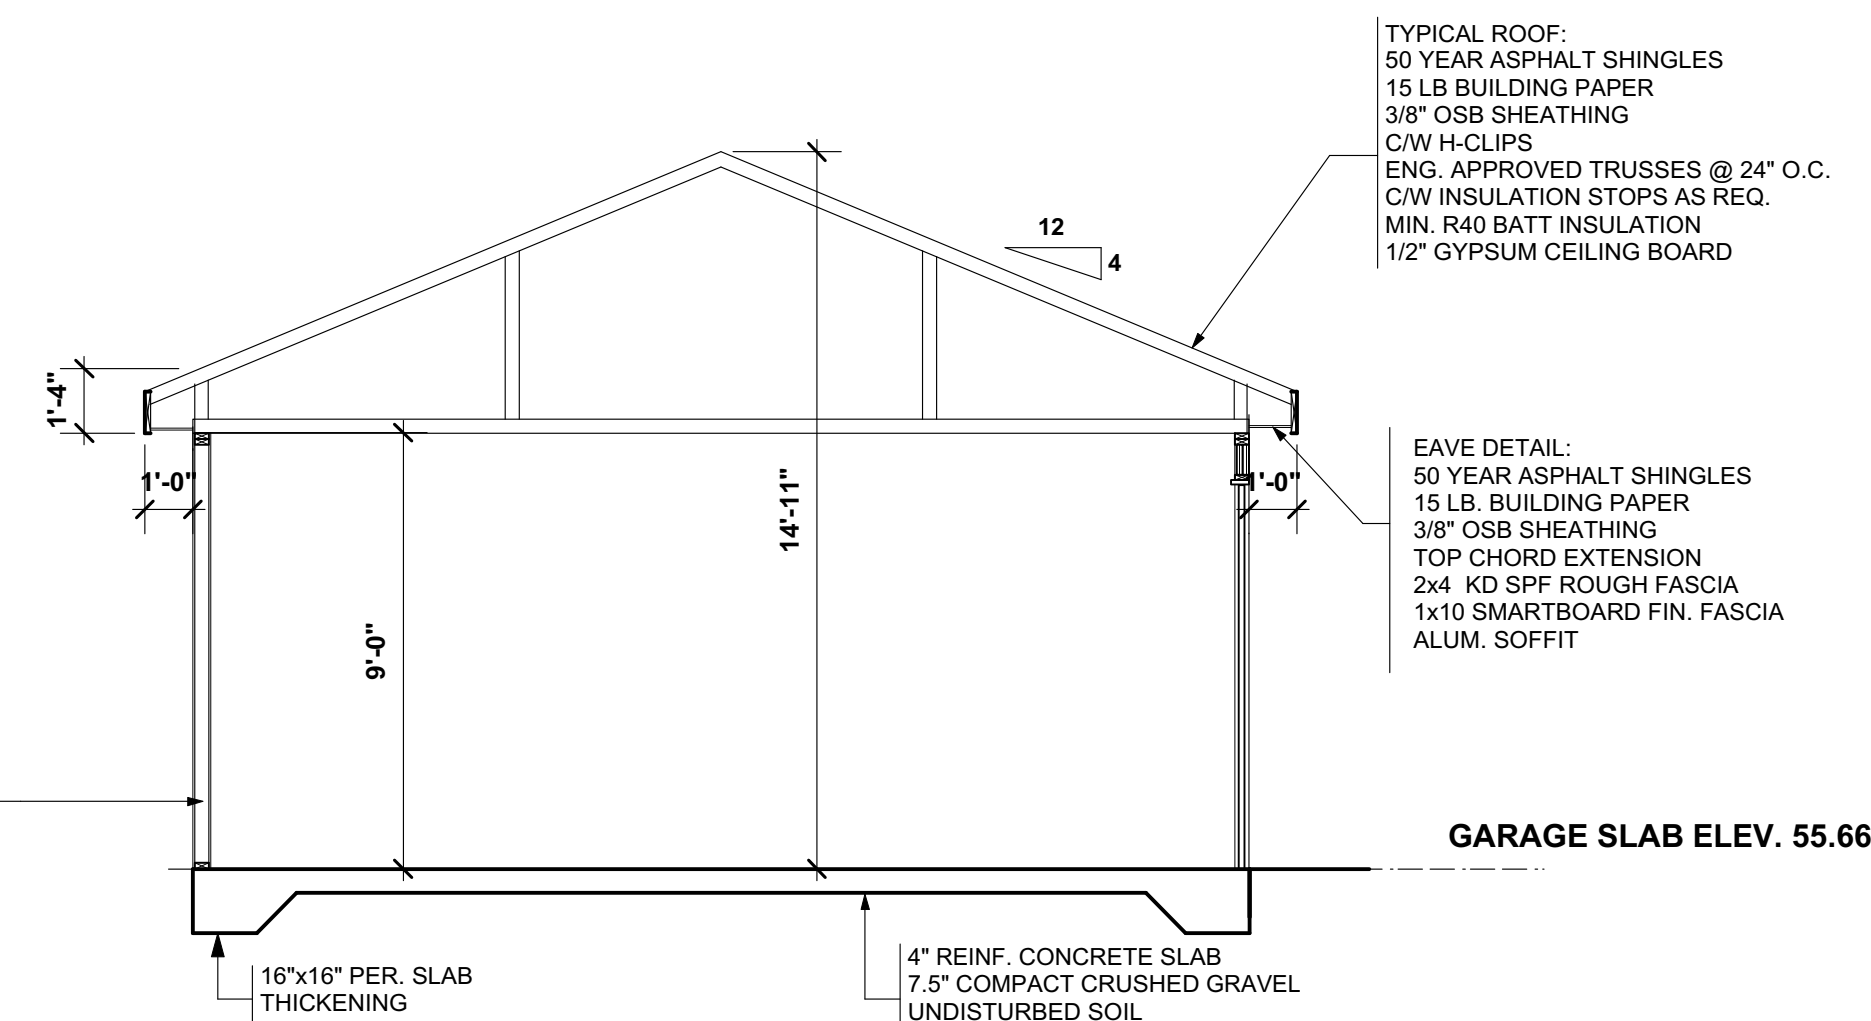 TYPICAL ROOF:
50 YEAR ASPHALT SHINGLES
15 LB BUILDING PAPER
3/8" OSB SHEATHING
C/W H-CLIPS
ENG. APPROVED TRUSSES @ 24" O.C.
C/W INSULATION STOPS AS REQ.
MIN. R40 BATT INSULATION
1/2" GYPSUM CEILING BOARD
12
4
1'-4"
1'-0"
14'-11"
1'-0"
9'-0"
EAVE DETAIL:
50 YEAR ASPHALT SHINGLES
15 LB. BUILDING PAPER
3/8" OSB SHEATHING
TOP CHORD EXTENSION
2x4 KD SPF ROUGH FASCIA
1x10 SMARTBOARD FIN. FASCIA
ALUM. SOFFIT
GARAGE SLAB ELEV. 55.66
16"x16" PER. SLAB
THICKENING
4" REINF. CONCRETE SLAB
7.5" COMPACT CRUSHED GRAVEL
UNDISTURBED SOIL